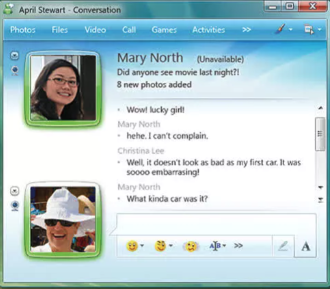 April Stewart - Conversation
Photos Files Video Call Games Activities >>
Mary North (Unavailable)
Did anyone see movie last night?!
8 new photos added
• Wow! lucky girl!
Mary North
• hehe, I can't complain.
Christina Lee
• Well, it doesn't look as bad as my first car. It was
soooo embarrasing!
Mary North
• What kinda car was it?
>>
A